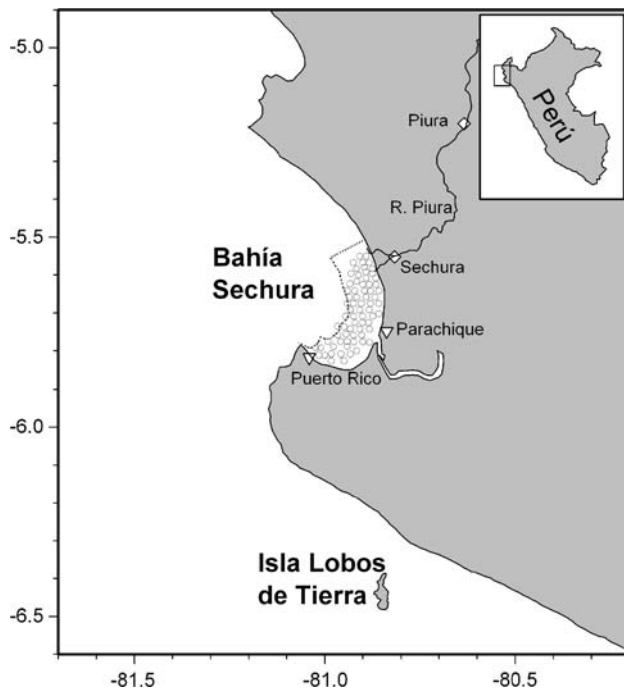 -5.0
Perú
Piura
R. Piura
-5.5
Bahía
Sechura
Sechura
Parachique
Puerto Rico
-6.0
Isla Lobos
de Tierra
-6.5
-81.5
-81.0
-80.5